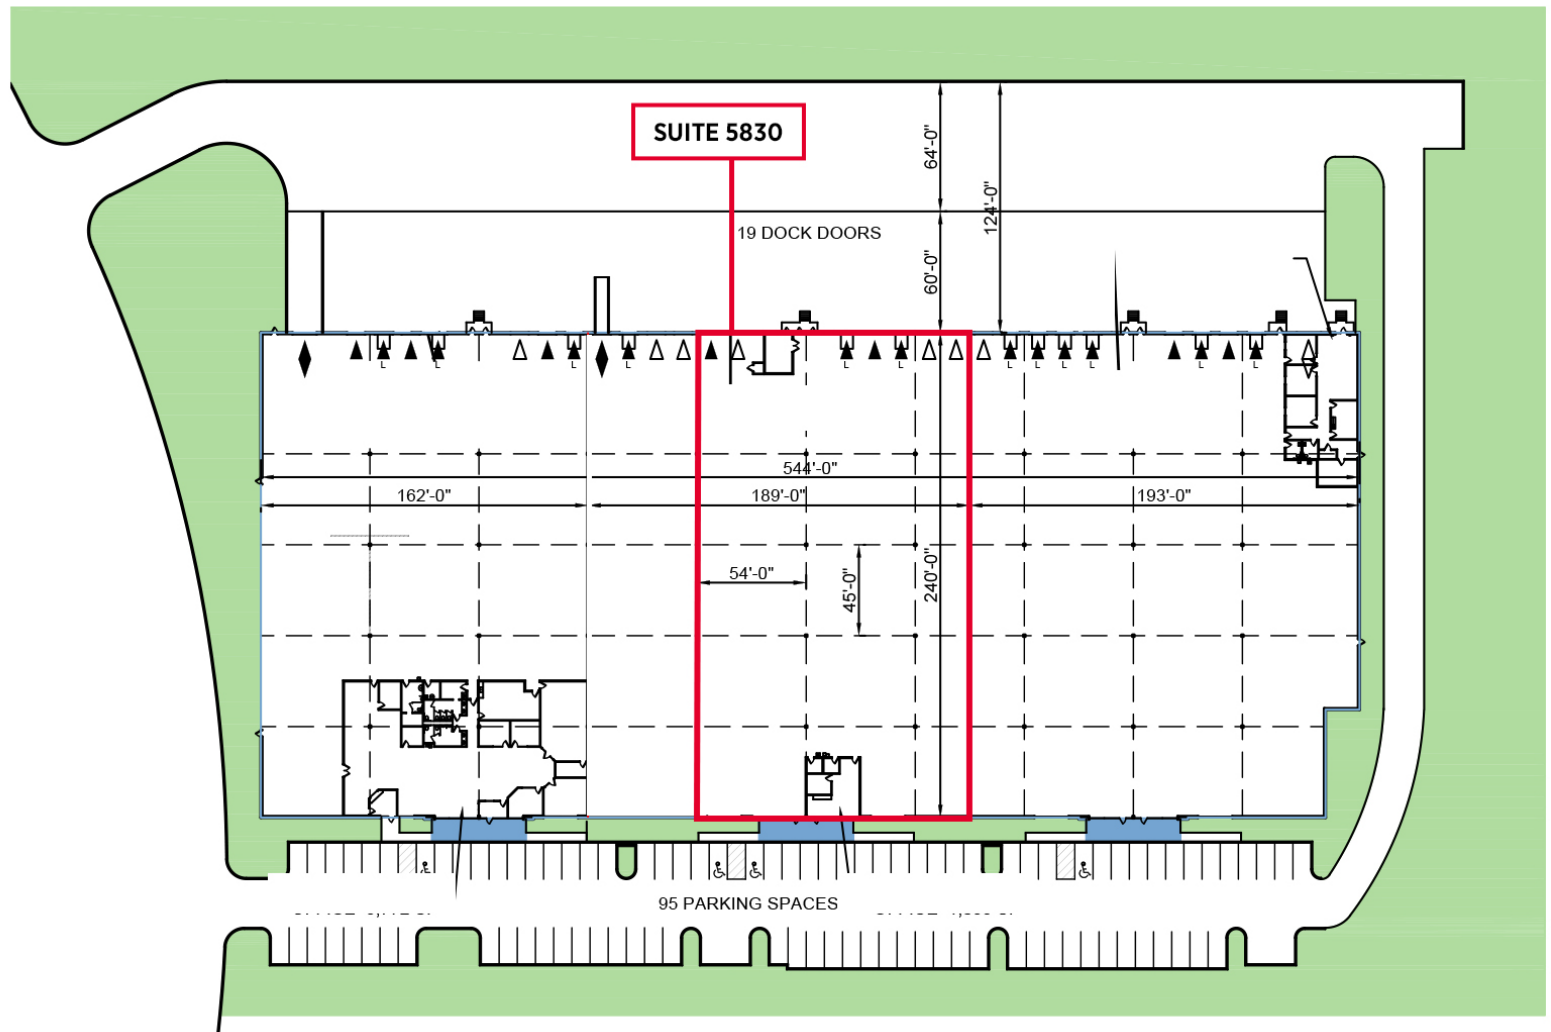 SUITE 5830
64'-0"
124'-0"
19 DOCK DOORS
60'-0"
L
L
L
L
L
L
L
L
L
L
L
L
544'-0"
162'-0"
189'-0"
193'-0"
54'-0"
45'-0"
240'-0"
95 PARKING SPACES